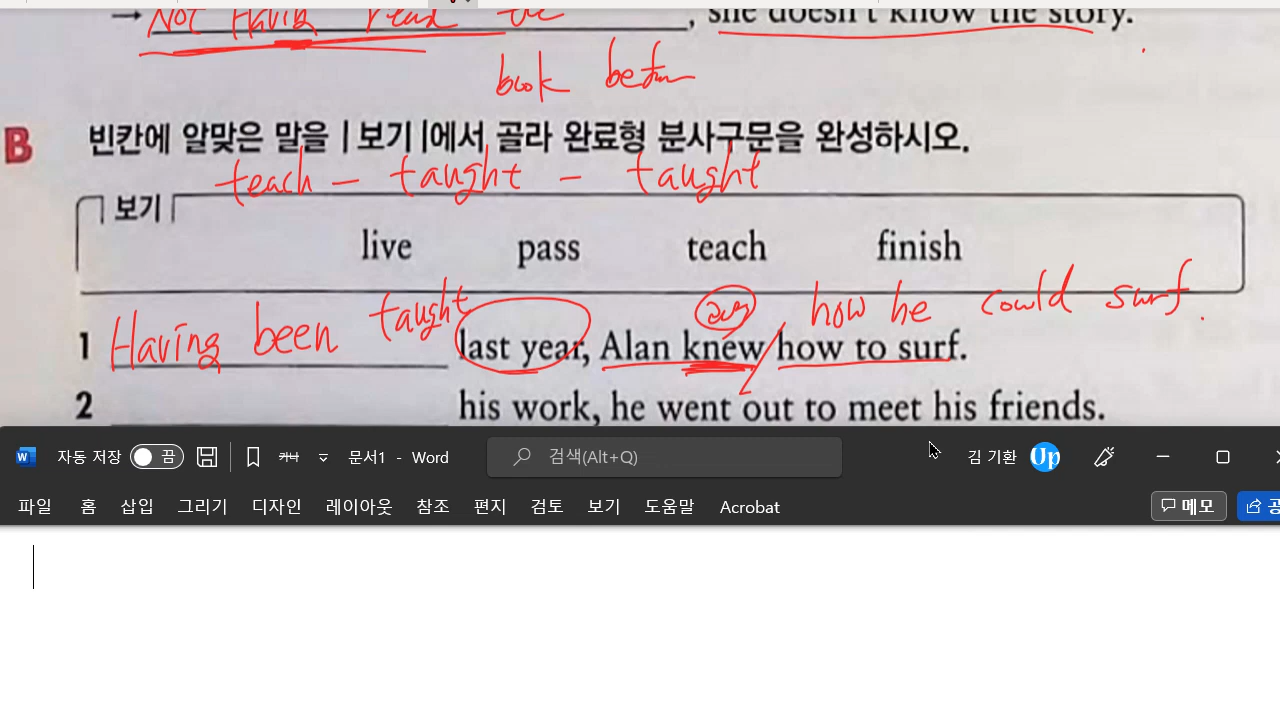 → Not Having read the, she doesn't know the story.
book before
B 빈칸에 알맞은 말을 |보기|에서 골라 완료형 분사구문을 완성하시오.
teach - taught - taught
보기
live pass teach finish
how he could surf.
1 Having been taught last year, Alan knew how to surf.
2 his work, he went out to meet his friends.
자동 저장 끔 문서1 - Word 검색(Alt+Q) 김 기환 Up
파일 홈 삽입 그리기 디자인 레이아웃 참조 편지 검토 보기 도움말 Acrobat 메모